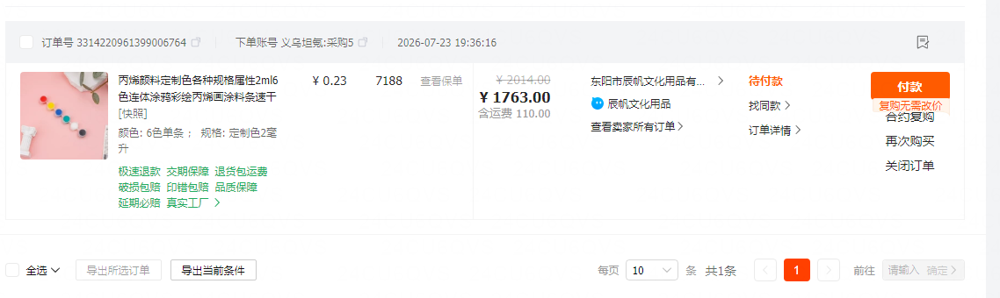 订单号 3314220961399006764 下单账号 义乌坦氪:采购5 2026-07-23 19:36:16
丙烯颜料定制色各种规格属性2ml6 ¥ 0.23 7188 查看保单 ¥ 2014.00 东阳市辰帆文化用品有... 待付款 付款
色连体涂鸦彩绘丙烯画涂料条速干 ¥ 1763.00 辰帆文化用品 找同款 复购无需改价
[快照] 含运费 110.00 合约复购
颜色: 6色单条 ; 规格: 定制色2毫 查看卖家所有订单 订单详情 再次购买
升
关闭订单
极速退款 交期保障 退货包运费
破损包赔 印错包赔 品质保障
延期必赔 真实工厂
全选 导出所选订单 导出当前条件 每页 10 条 共1条 1 前往 请输入 确定